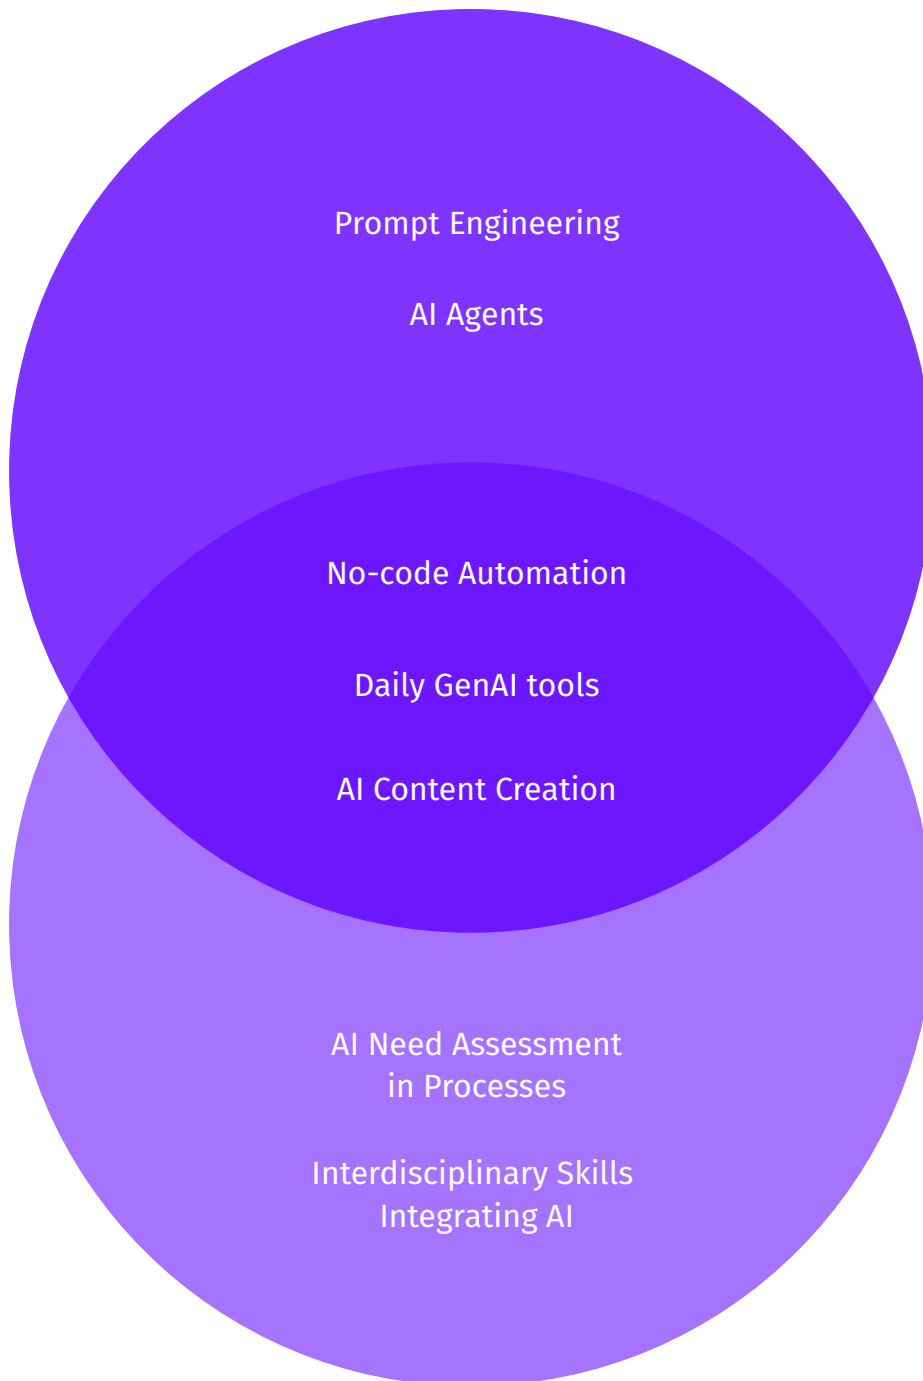 Prompt Engineering
AI Agents
No-code Automation
Daily GenAI tools
AI Content Creation
AI Need Assessment
in Processes
Interdisciplinary Skills
Integrating AI